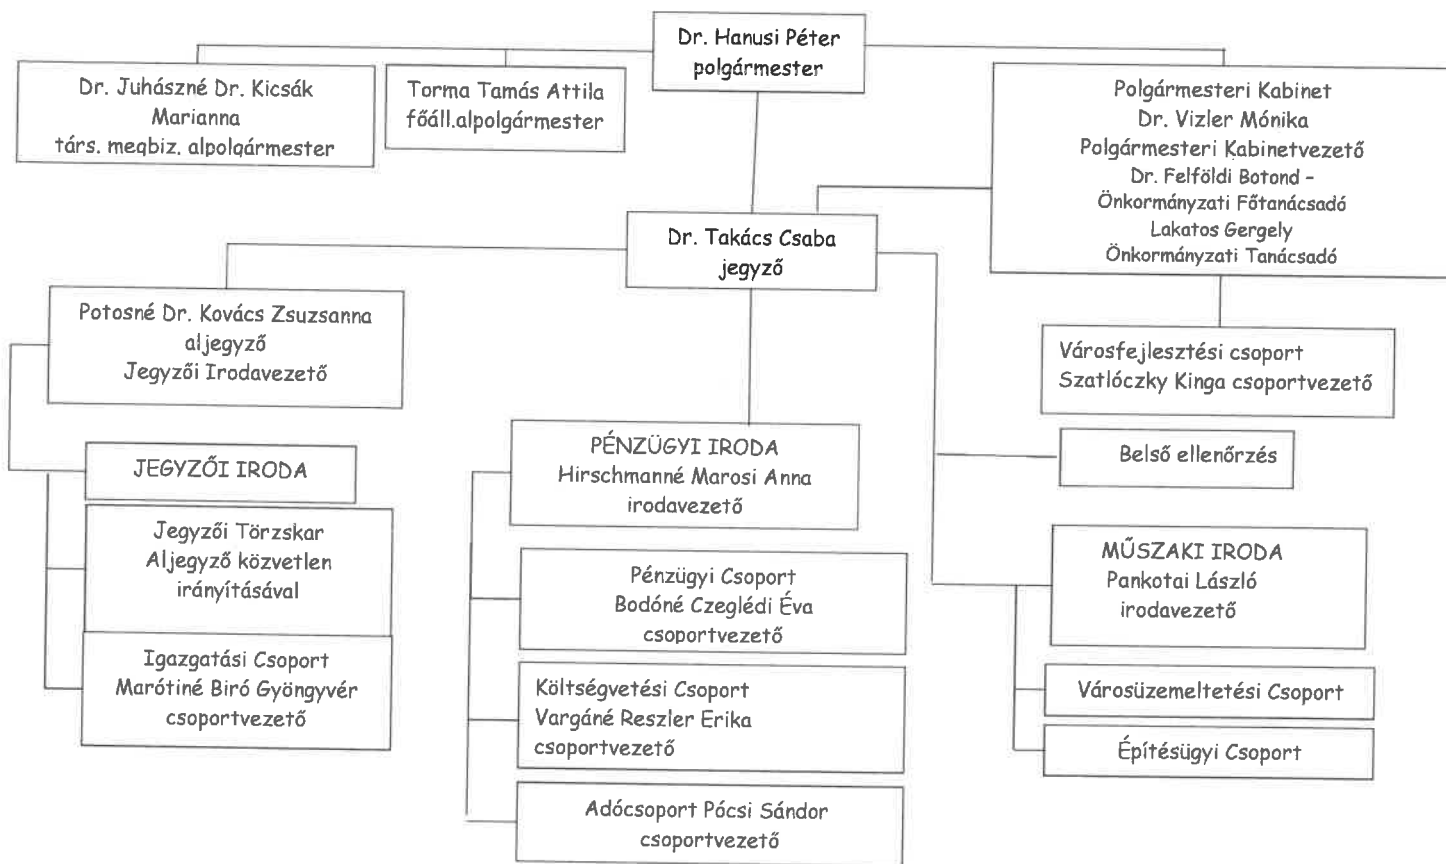 Dr. Hanusi Péter
polgármester
Dr. Juhászné Dr. Kicsák
Marianna
társ. megbiz. alpolgármester
Torma Tamás Attila
főáll.alpolgármester
Polgármesteri Kabinet
Dr. Vizler Mónika
Polgármesteri Kabinetvezető
Dr. Felföldi Botond –
Önkormányzati Főtanácsadó
Lakatos Gergely
Önkormányzati Tanácsadó
Dr. Takács Csaba
jegyző
Potosné Dr. Kovács Zsuzsanna
aljegyző
Jegyzői Irodavezető
Városfejlesztési csoport
Szatlóczky Kinga csoportvezető
JEGYZŐI IRODA
Jegyzői Törzskar
Aljegyző közvetlen
irányításával
Igazgatási Csoport
Marótiné Biró Gyöngyvér
csoportvezető
PÉNZÜGYI IRODA
Hirschmanné Marosi Anna
irodavezető
Pénzügyi Csoport
Bodóné Czeglédi Éva
csoportvezető
Költségvetési Csoport
Vargáné Reszler Erika
csoportvezető
Adócsoport Pócsi Sándor
csoportvezető
Belső ellenőrzés
MŰSZAKI IRODA
Pankotai László
irodavezető
Városüzemeltetési Csoport
Építésügyi Csoport